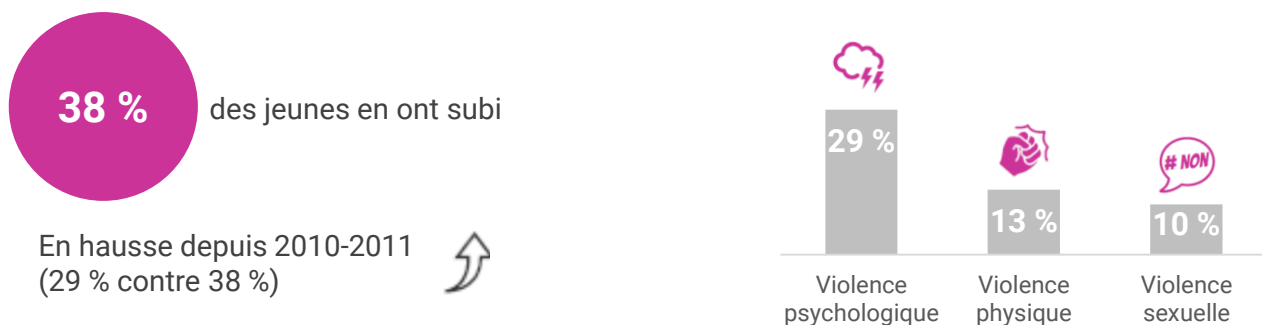 38 %
des jeunes en ont subi
En hausse depuis 2010-2011
(29 % contre 38 %)
29 %
13 %
# NON
10 %
Violence
psychologique
Violence
physique
Violence
sexuelle